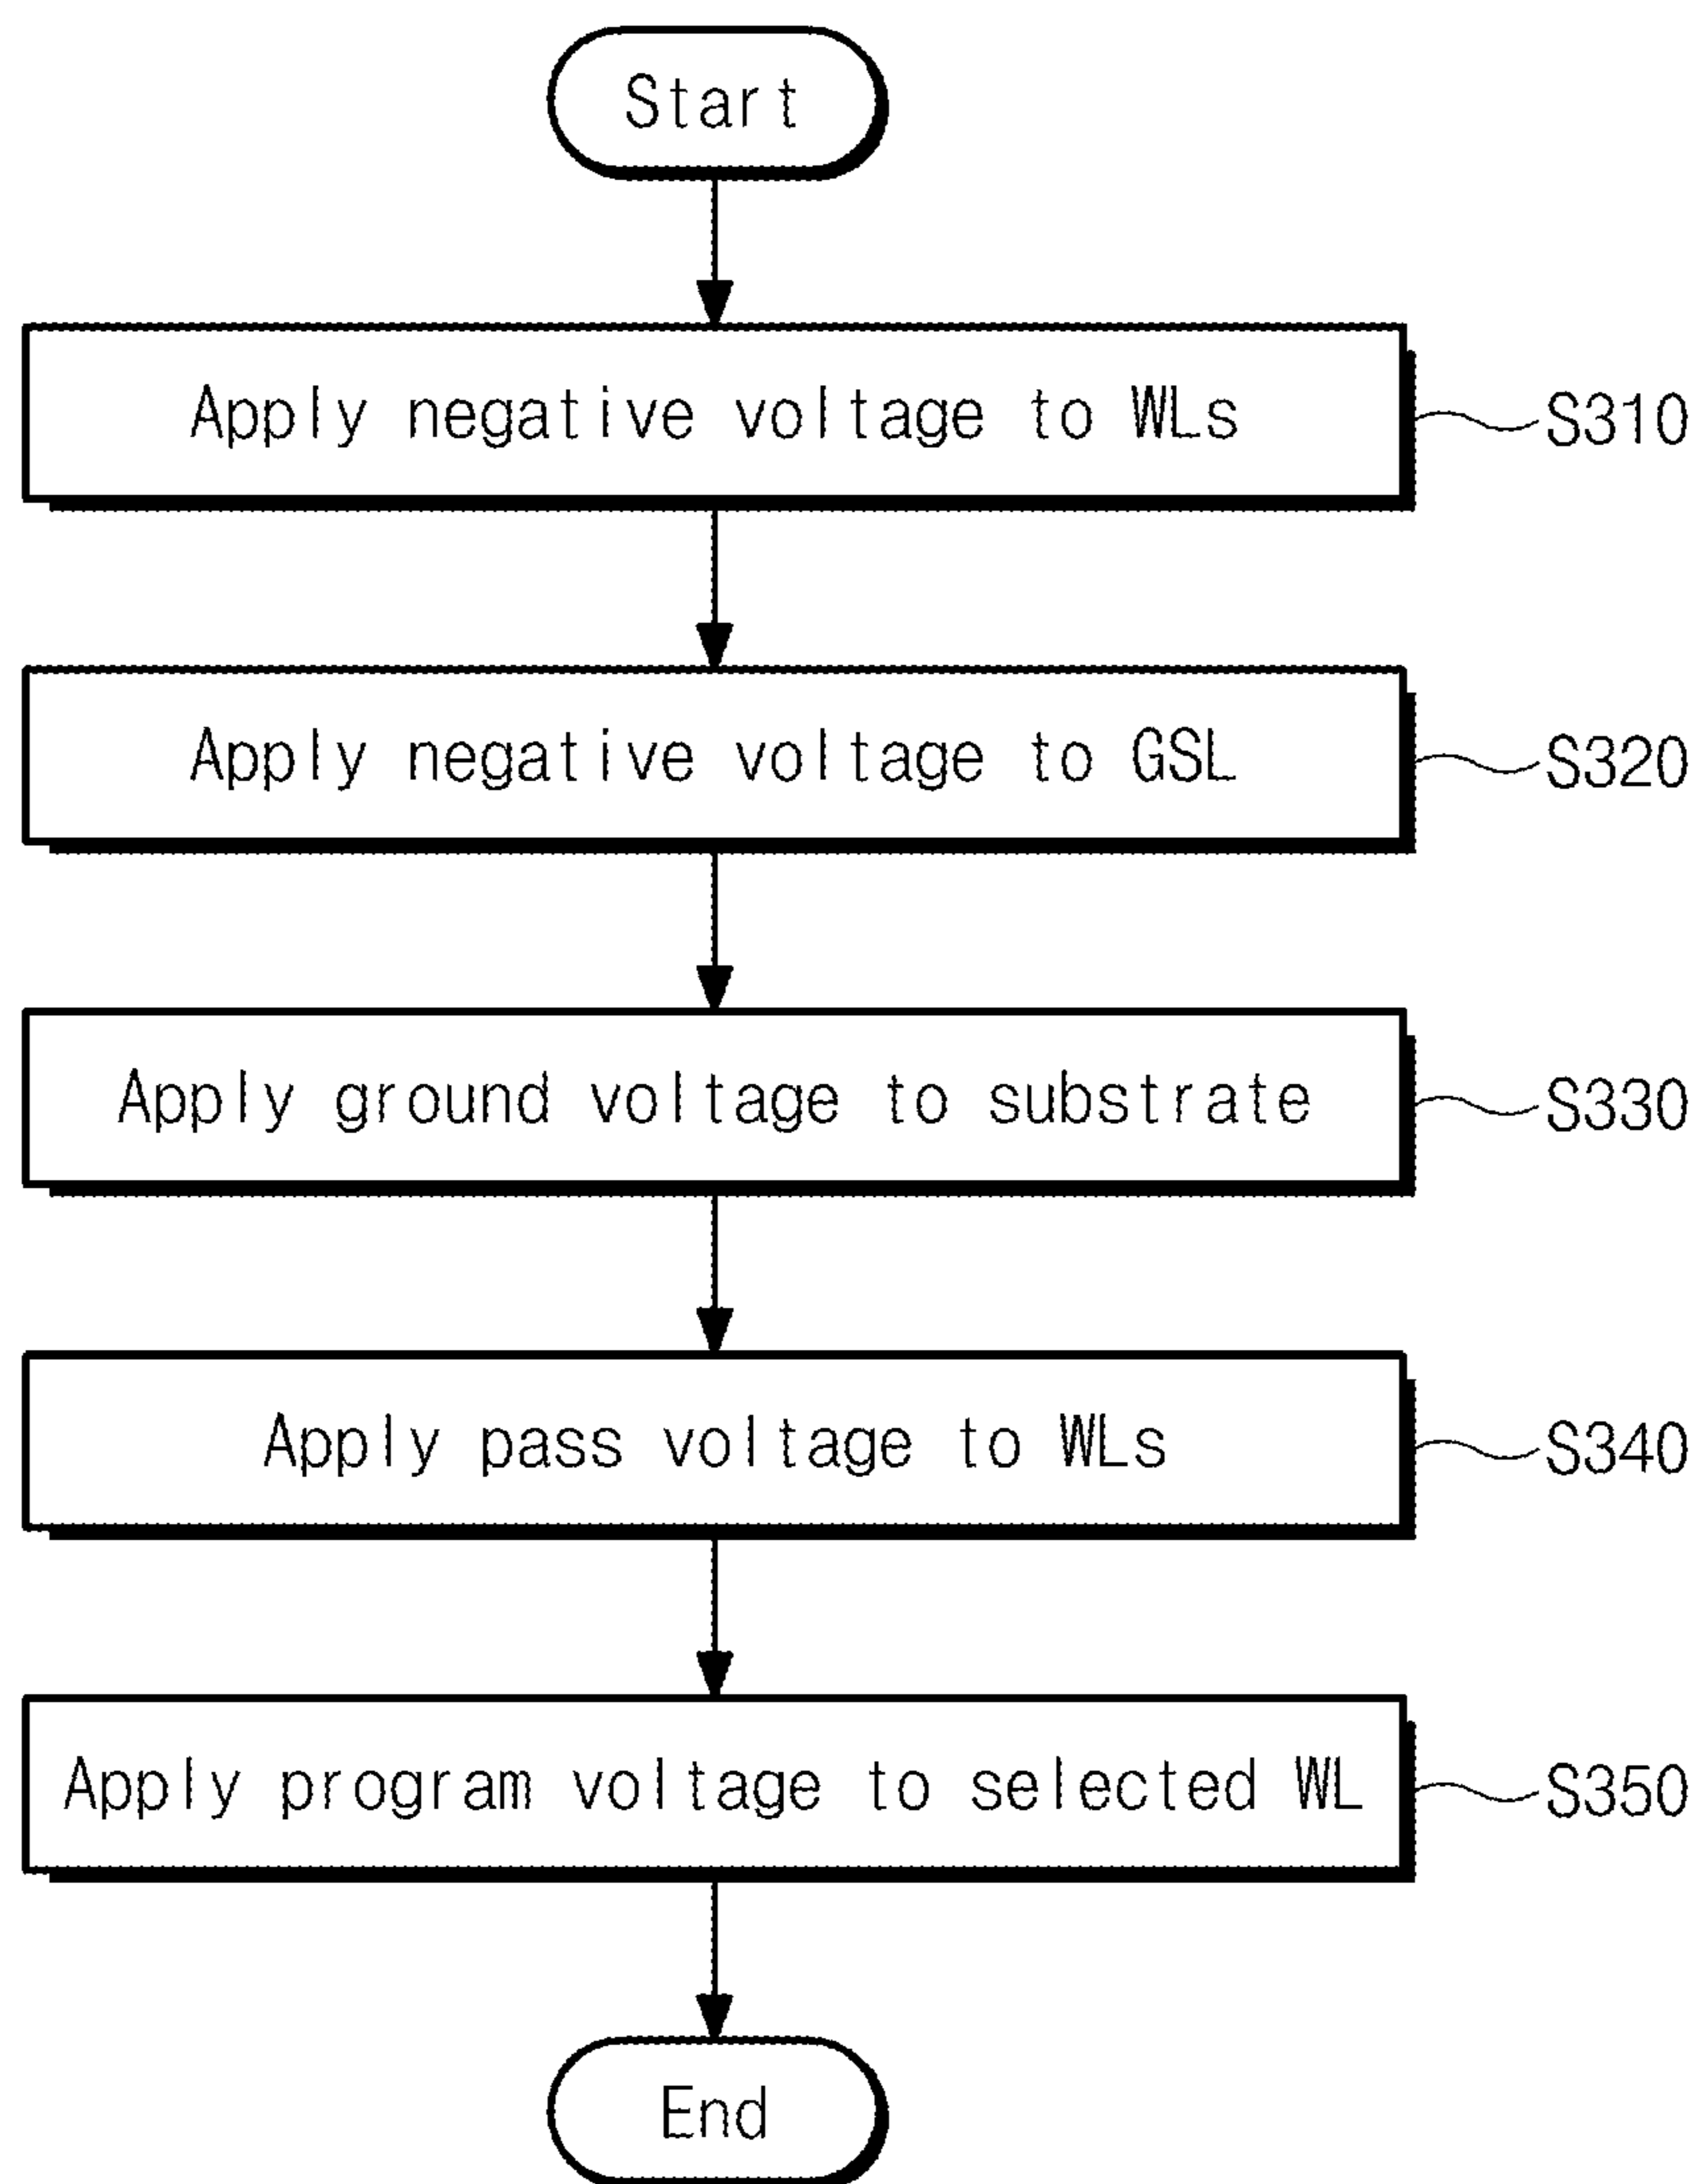 Start
Apply negative voltage to WLs
S310
Apply negative voltage to GSL
S320
Apply ground voltage to substrate
S330
Apply pass voltage to WLs
S340
Apply program voltage to selected WL
S350
End